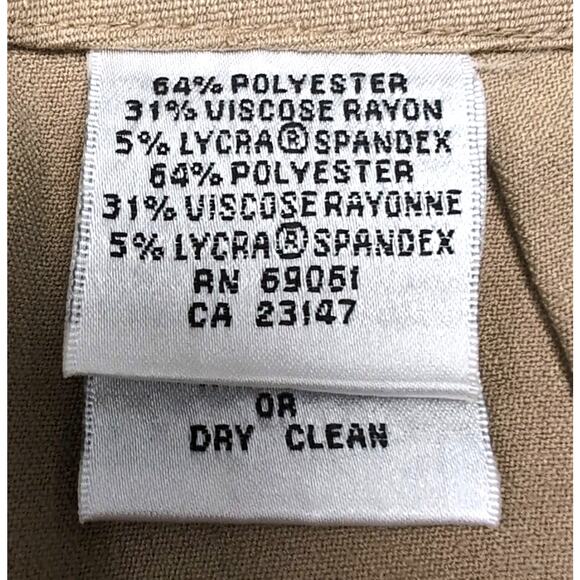 64% POLYESTER
31% VISCOSE RAYON
5% LYCRA® SPANDEX
64% POLYESTER
31% VISCOSE RAYONNE
5% LYCRA® SPANDEX
RN 69061
CA 23147
OR
DRY CLEAN